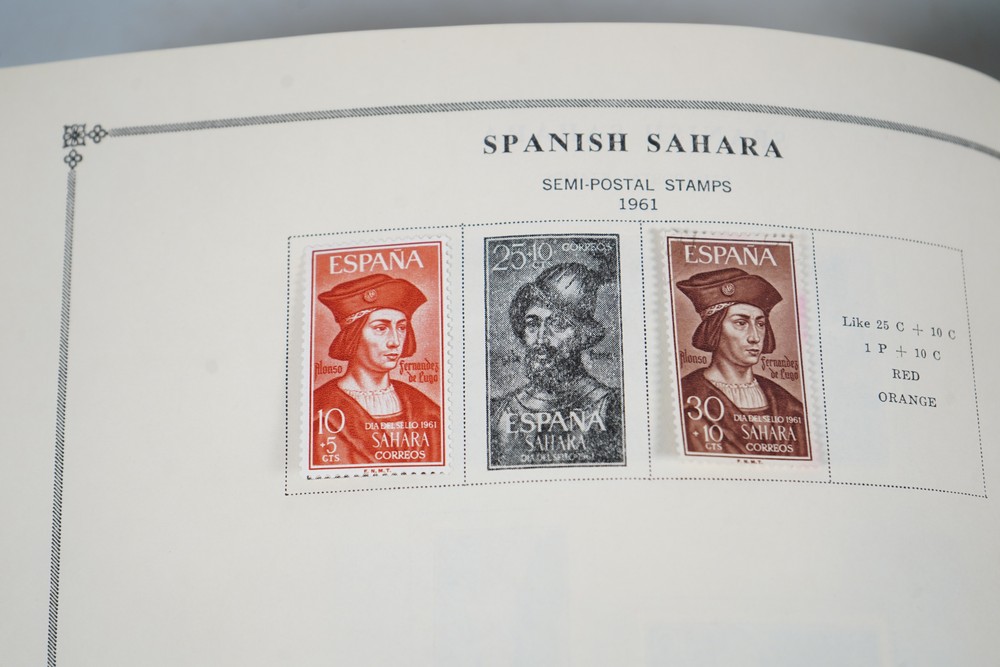 SPANISH SAHARA
SEMI-POSTAL STAMPS
1961
ESPAÑA
Alonso Fernandez
de Lugo
10
+5
CTS
DIA DEL SELLO 1961
SAHARA
CORREOS
F.N.M.T.
25+10 CORREOS
ESPAÑA
SAHARA
DIA DEL SELLO
ESPAÑA
Alonso Fernandez
de Lugo
30
+10
CTS
DIA DEL SELLO 1961
SAHARA
CORREOS
F.N.M.T.
Like 25 C + 10 C
1 P + 10 C
RED
ORANGE